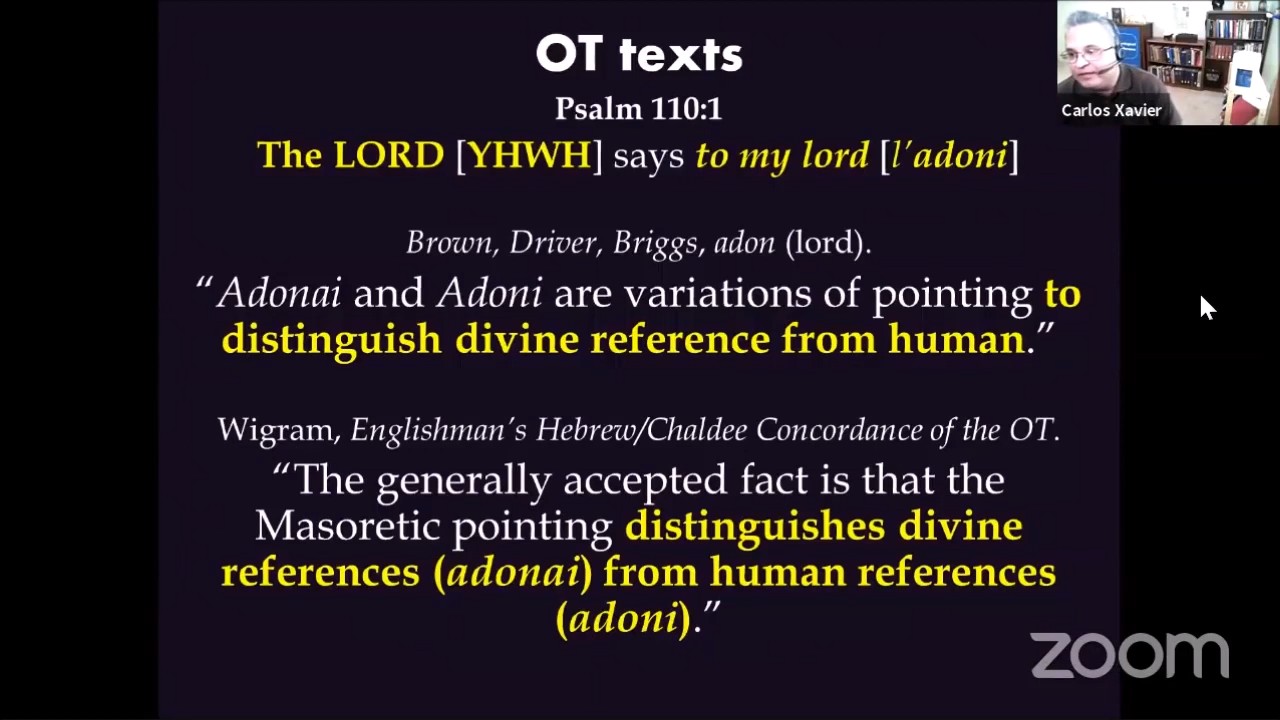 OT texts
Psalm 110:1
The LORD [YHWH] says to my lord [l'adoni]
Brown, Driver, Briggs, adon (lord).
“Adonai and Adoni are variations of pointing to
distinguish divine reference from human.”
Wigram, Englishman’s Hebrew/Chaldee Concordance of the OT.
“The generally accepted fact is that the
Masoretic pointing distinguishes divine
references (adonai) from human references
(adoni).”
Carlos Xavier
zoom